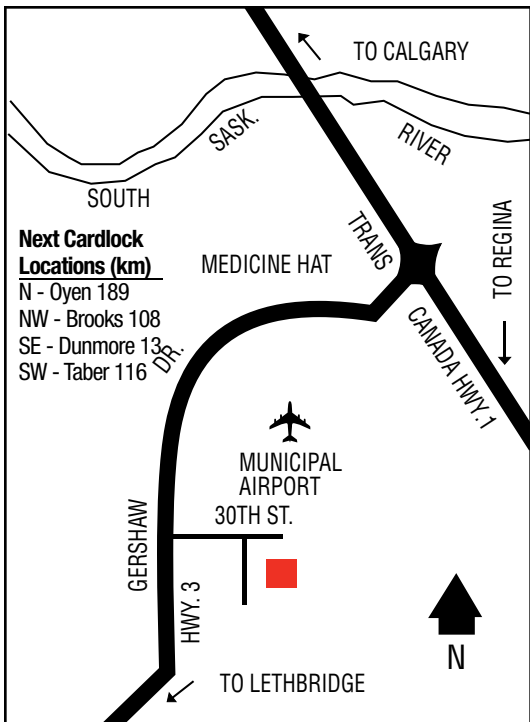 TO CALGARY
SOUTH SASK. RIVER
Next Cardlock
Locations (km)
N - Oyen 189
NW - Brooks 108
SE - Dunmore 13
SW - Taber 116
MEDICINE HAT
TRANS CANADA HWY.1
TO REGINA
GERSHAW DR.
MUNICIPAL
AIRPORT
30TH ST.
HWY. 3
TO LETHBRIDGE
N